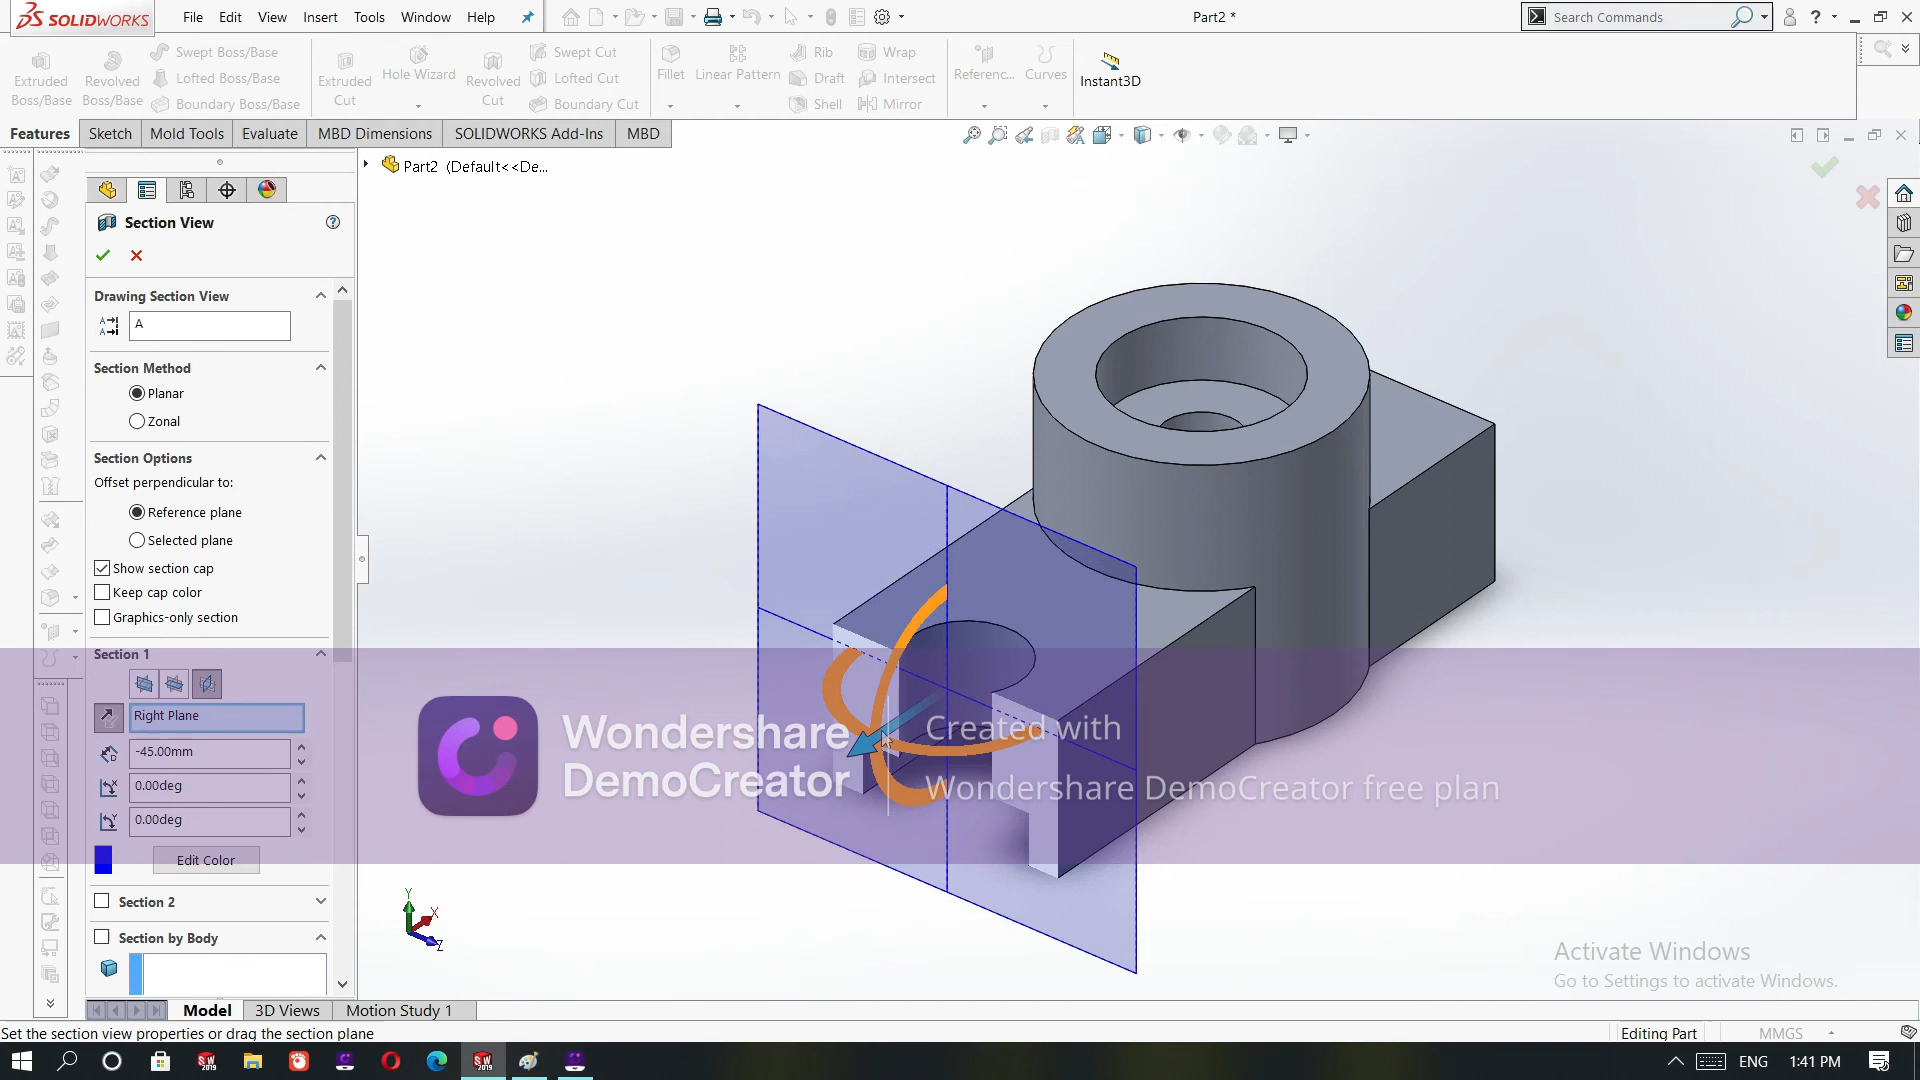 SOLIDWORKS
File Edit View Insert Tools Window Help
Part2 *
Search Commands
Extruded Boss/Base
Revolved Boss/Base
Swept Boss/Base
Lofted Boss/Base
Boundary Boss/Base
Extruded Cut
Hole Wizard
Revolved Cut
Swept Cut
Lofted Cut
Boundary Cut
Fillet
Linear Pattern
Rib
Draft
Shell
Wrap
Intersect
Mirror
Referenc...
Curves
Instant3D
Features Sketch Mold Tools Evaluate MBD Dimensions SOLIDWORKS Add-Ins MBD
Part2 (Default<<De...
Section View
Drawing Section View
A
Section Method
Planar
Zonal
Section Options
Offset perpendicular to:
Reference plane
Selected plane
Show section cap
Keep cap color
Graphics-only section
Section 1
Right Plane
-45.00mm
0.00deg
0.00deg
Edit Color
Section 2
Section by Body
Wondershare
DemoCreator
Created with
Wondershare DemoCreator free plan
Y
X
Z
Activate Windows
Go to Settings to activate Windows.
Model 3D Views Motion Study 1
Set the section view properties or drag the section plane
Editing Part
MMGS
ENG 1:41 PM